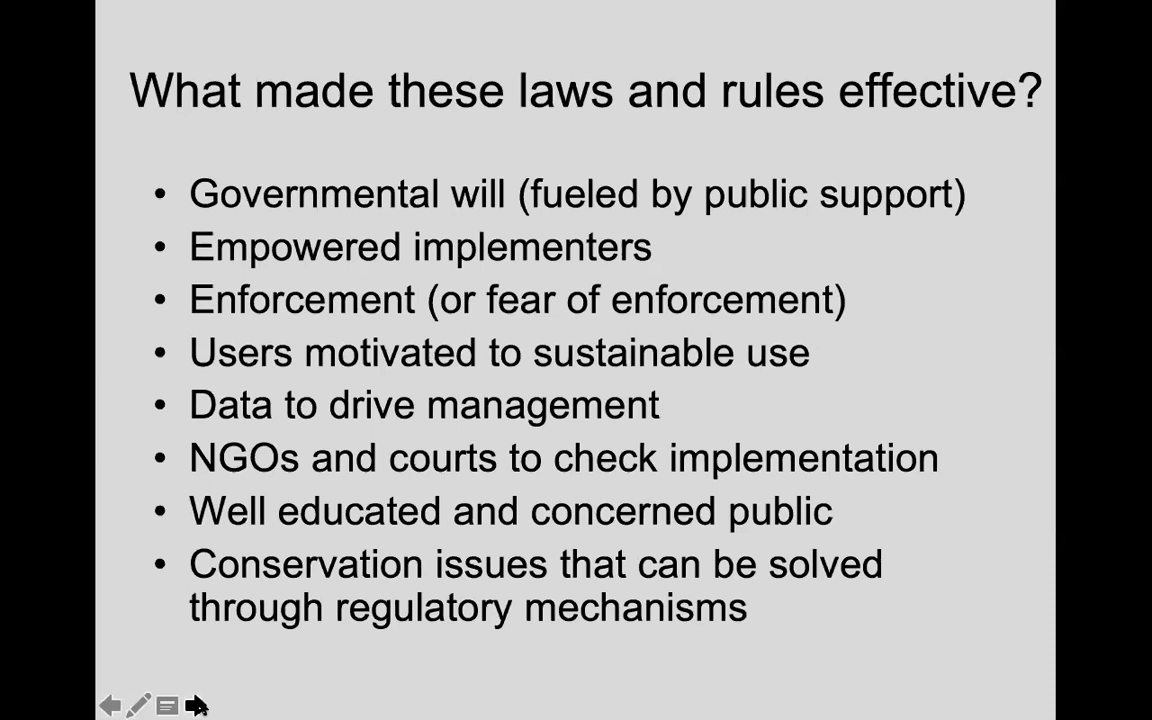 What made these laws and rules effective?
• Governmental will (fueled by public support)
• Empowered implementers
• Enforcement (or fear of enforcement)
• Users motivated to sustainable use
• Data to drive management
• NGOs and courts to check implementation
• Well educated and concerned public
• Conservation issues that can be solved
through regulatory mechanisms